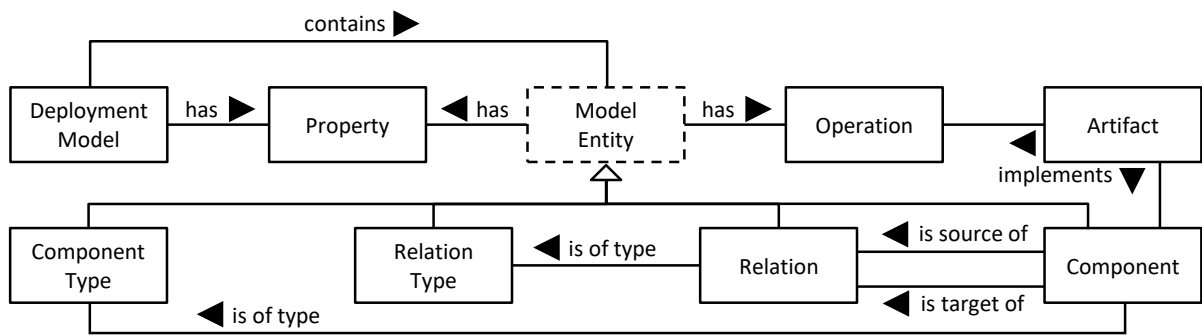 contains
Deployment
Model
has
Property
has
Model
Entity
has
Operation
Artifact
implements
Component
Type
Relation
Type
is of type
Relation
is source of
is target of
Component
is of type